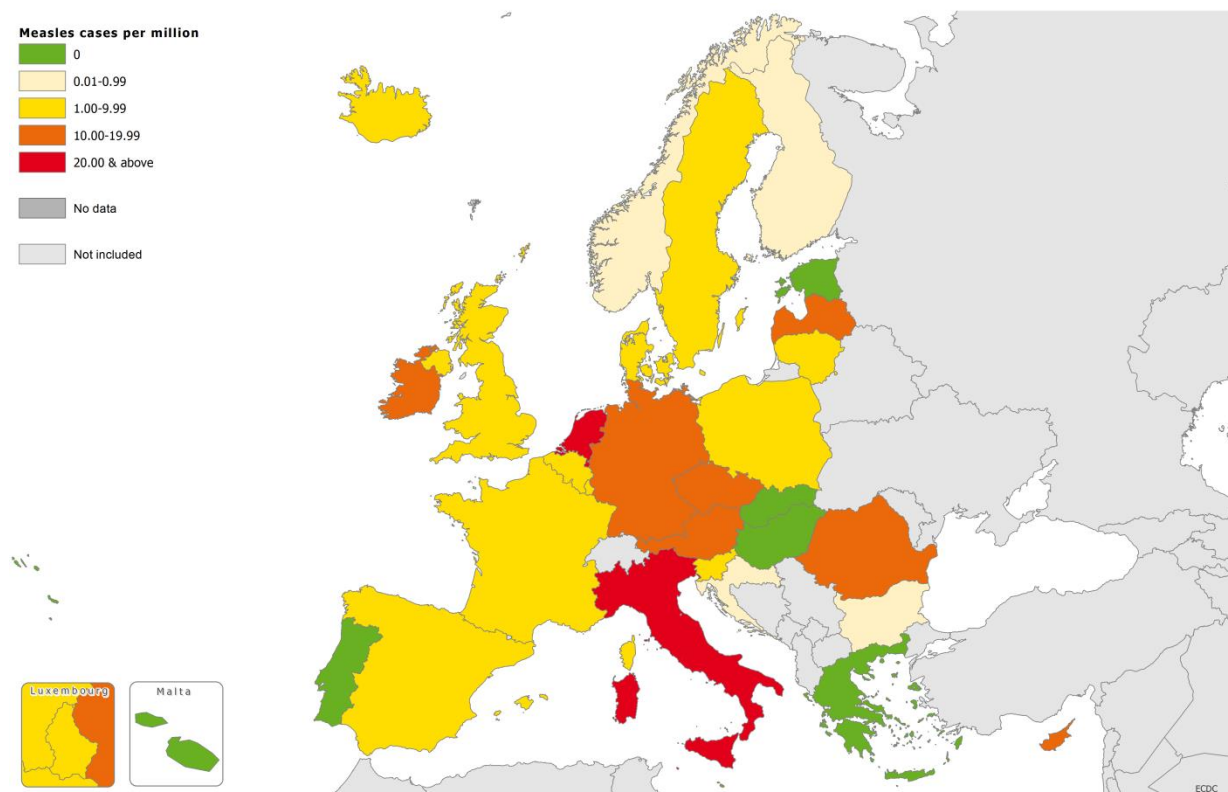 Measles cases per million
0
0.01-0.99
1.00-9.99
10.00-19.99
20.00 & above
No data
Not included
Luxembourg
Malta
ECDC